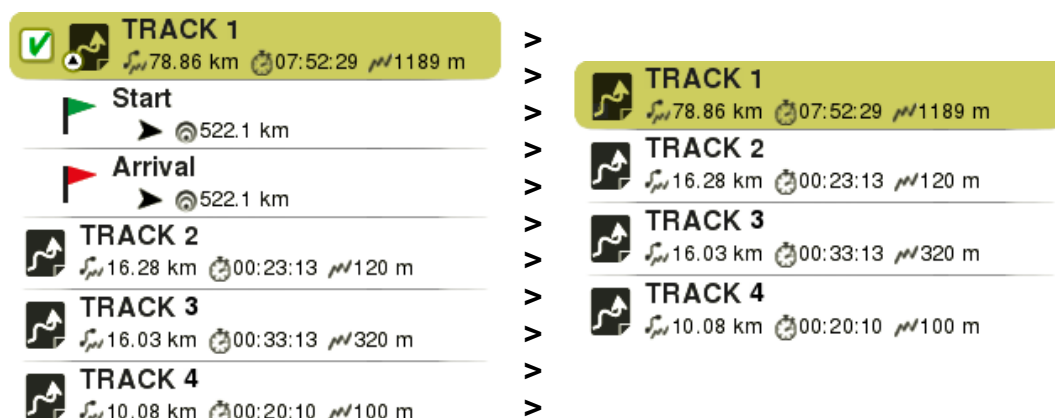 TRACK 1
78.86 km 07:52:29 1189 m
Start
522.1 km
Arrival
522.1 km
TRACK 2
16.28 km 00:23:13 120 m
TRACK 3
16.03 km 00:33:13 320 m
TRACK 4
10.08 km 00:20:10 100 m
>
>
>
>
>
>
>
>
>
>
>
TRACK 1
78.86 km 07:52:29 1189 m
TRACK 2
16.28 km 00:23:13 120 m
TRACK 3
16.03 km 00:33:13 320 m
TRACK 4
10.08 km 00:20:10 100 m